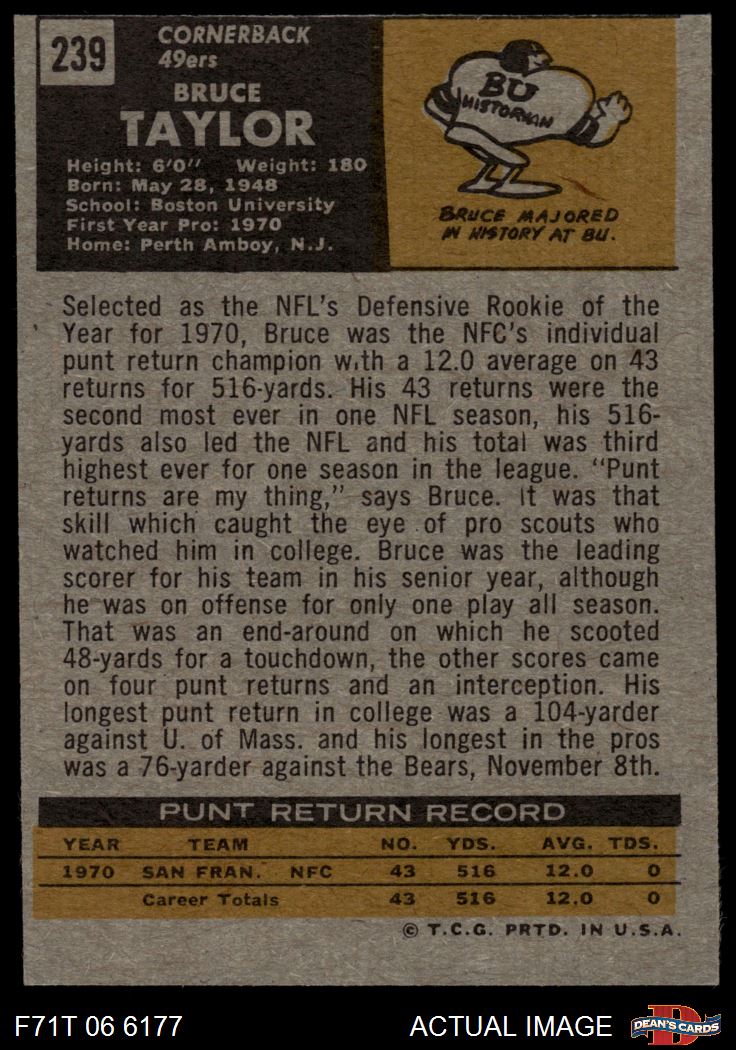 239
CORNERBACK
49ers
BRUCE
TAYLOR
Height: 6'0" Weight: 180
Born: May 28, 1948
School: Boston University
First Year Pro: 1970
Home: Perth Amboy, N.J.
BU
HISTORIAN
BRUCE MAJORED
IN HISTORY AT BU.
Selected as the NFL's Defensive Rookie of the
Year for 1970, Bruce was the NFC's individual
punt return champion with a 12.0 average on 43
returns for 516-yards. His 43 returns were the
second most ever in one NFL season, his 516-
yards also led the NFL and his total was third
highest ever for one season in the league. "Punt
returns are my thing," says Bruce. It was that
skill which caught the eye of pro scouts who
watched him in college. Bruce was the leading
scorer for his team in his senior year, although
he was on offense for only one play all season.
That was an end-around on which he scooted
48-yards for a touchdown, the other scores came
on four punt returns and an interception. His
longest punt return in college was a 104-yarder
against U. of Mass. and his longest in the pros
was a 76-yarder against the Bears, November 8th.
PUNT RETURN RECORD
YEAR TEAM NO. YDS. AVG. TDS.
1970 SAN FRAN. NFC 43 516 12.0 0
Career Totals 43 516 12.0 0
© T.C.G. PRTD. IN U.S.A.
F71T 06 6177 ACTUAL IMAGE DEAN'S CARDS